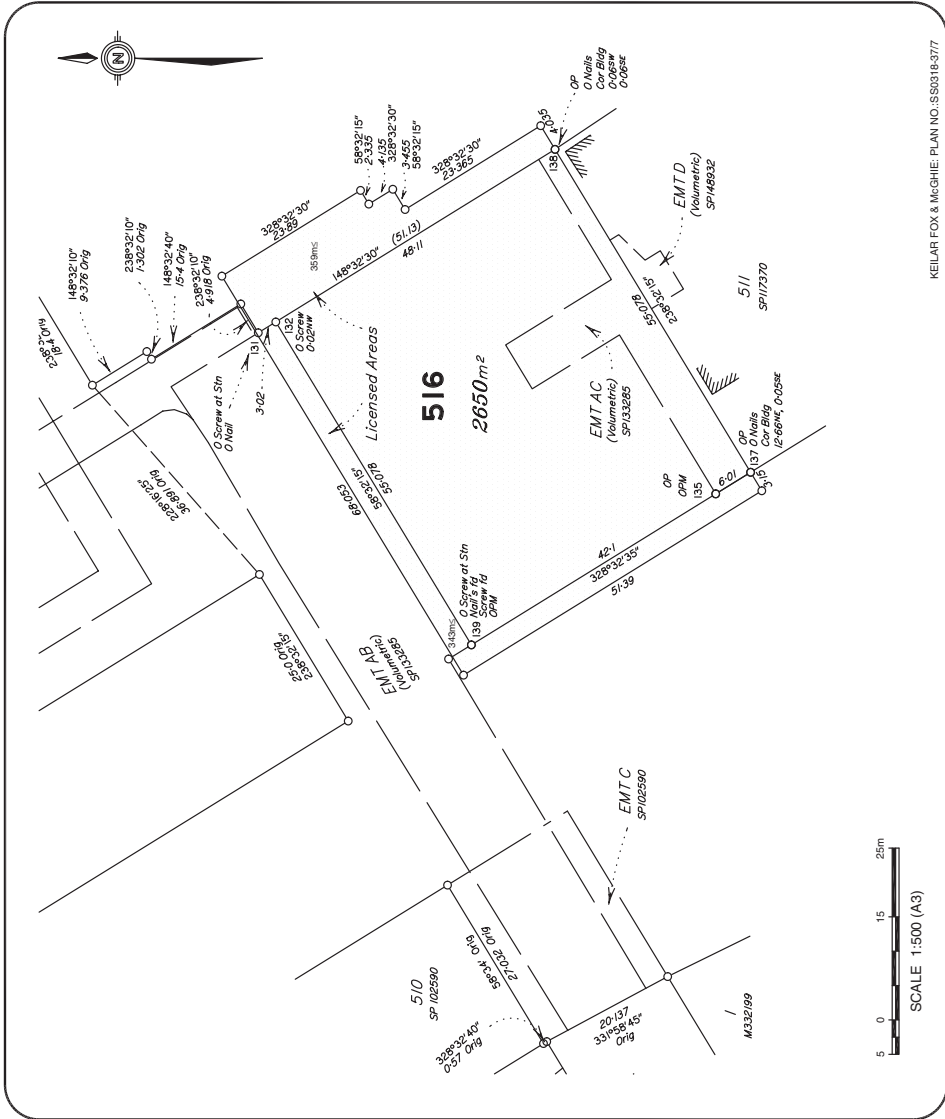 N
KEILAR FOX & McGHIE: PLAN NO.:SS0318-37/7
148°32'10"
9·376 Orig
238°32'10"
1·302 Orig
148°32'40"
15·4 Orig
238°32'10"
4·918 Orig
18·4 Orig
328°32'30"
23·89
58°32'15"
2·335
4·135
328°32'30"
3·455
58°32'15"
328°32'30"
23·365
4·035
OP
O Nails
Cor Bldg
0·06SW
0·06SE
138
359m²
148°32'30"
(51.13)
48·11
O Screw at Stn
O Nail
131
3·02
132
O Screw
0·02NW
Licensed Areas
516
2650m²
EMT AC
(Volumetric)
SP133285
EMT D
(Volumetric)
SP148932
55·078
238°32'15"
511
SP117370
OP
137 O Nails
Cor Bldg
12·66NE, 0·05SE
OP
OPM
135
6·01
3·15
68·053
58°32'15"
55·078
228°16'25"
36·891 Orig
25·0 Orig
238°32'15"
EMT AB
(Volumetric)
SP133285
343m²
O Screw at Stn
139 Nail's fd
Screw fd
OPM
42·1
328°32'35"
51·39
EMT C
SP102590
510
SP 102590
58°34' Orig
27·032 Orig
328°32'40"
0·57 Orig
20·137
331°58'45"
Orig
1
M332199
5 0 15 25m
SCALE 1:500 (A3)